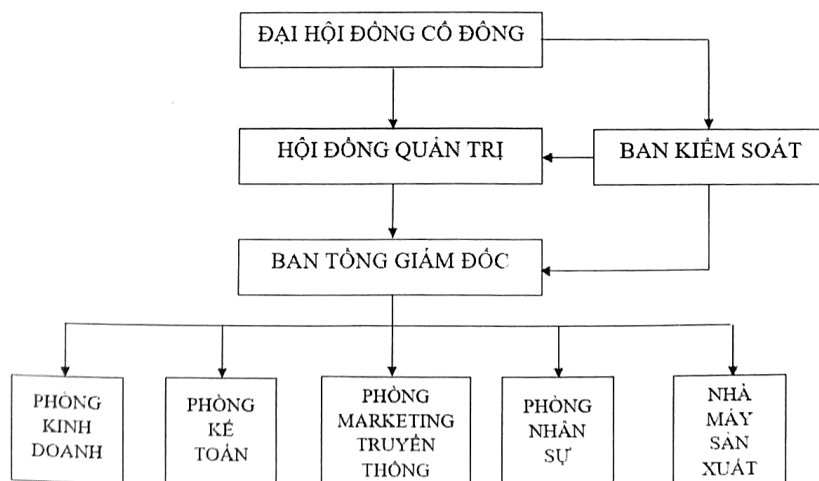 ĐẠI HỘI ĐỒNG CỔ ĐÔNG
HỘI ĐỒNG QUẢN TRỊ
BAN KIỂM SOÁT
BAN TỔNG GIÁM ĐỐC
PHÒNG
KINH
DOANH
PHÒNG
KẾ
TOÁN
PHÒNG
MARKETING
TRUYỀN
THÔNG
PHÒNG
NHÂN
SỰ
NHÀ
MÁY
SẢN
XUẤT